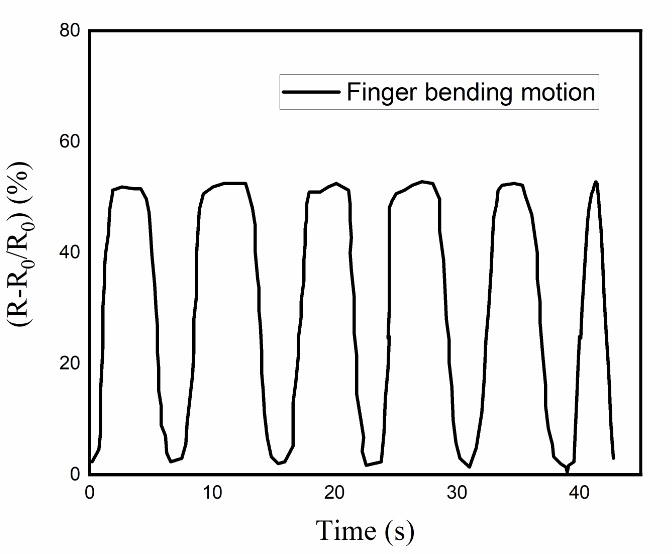 80
Finger bending motion
60
(R-R₀/R₀) (%)
40
20
0
0 10 20 30 40
Time (s)